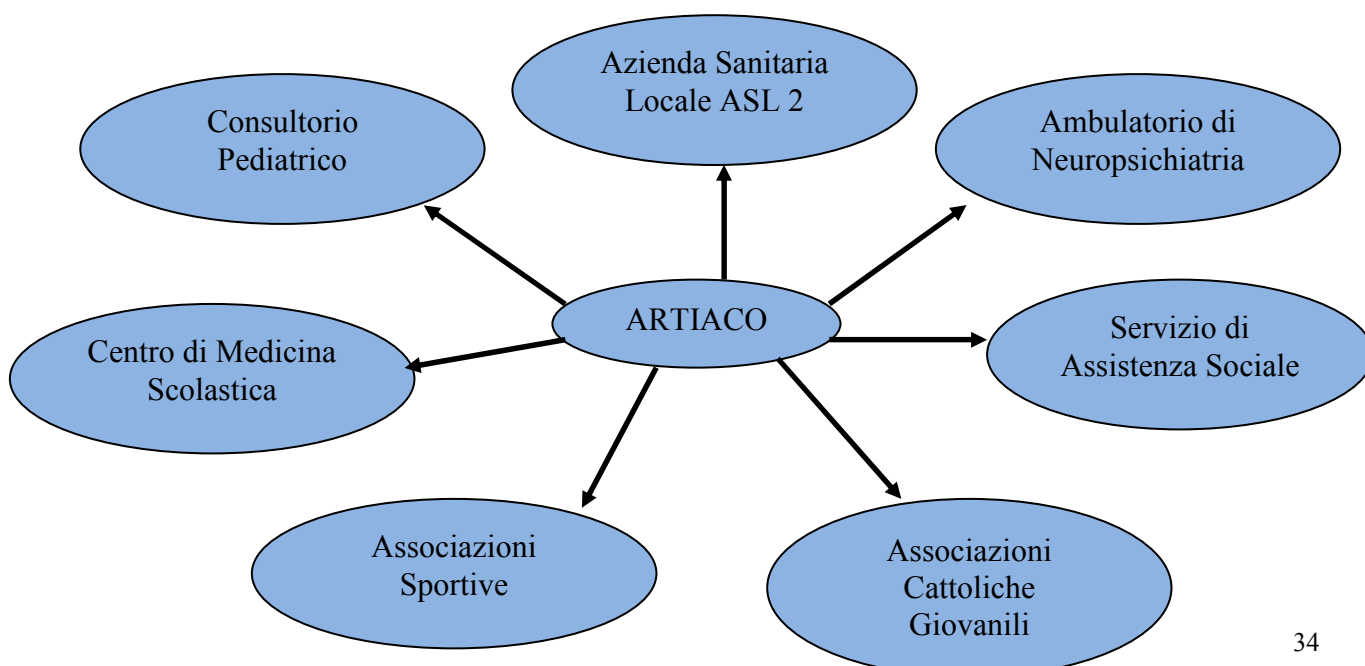 Azienda Sanitaria
Locale ASL 2
Consultorio
Pediatrico
Ambulatorio di
Neuropsichiatria
ARTIACO
Centro di Medicina
Scolastica
Servizio di
Assistenza Sociale
Associazioni
Sportive
Associazioni
Cattoliche
Giovanili
34